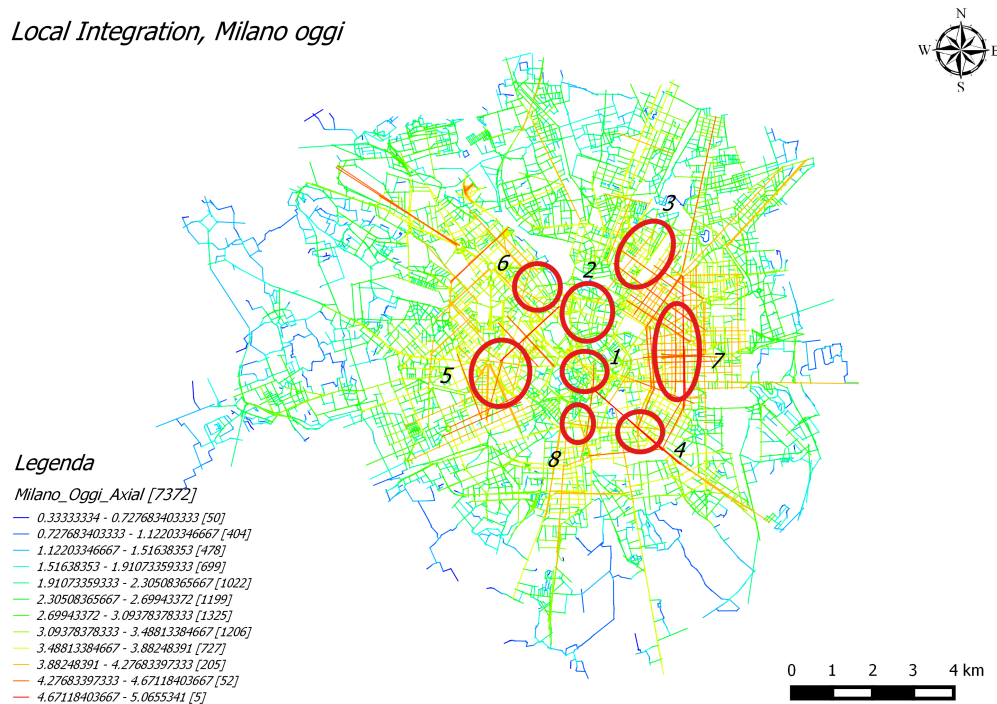 Local Integration, Milano oggi
N
W E
S
3
6
2
1
5
7
4
8
Legenda
Milano_Oggi_Axial [7372]
0.33333334 - 0.727683403333 [50]
0.727683403333 - 1.12203346667 [404]
1.12203346667 - 1.51638353 [478]
1.51638353 - 1.91073359333 [699]
1.91073359333 - 2.30508365667 [1022]
2.30508365667 - 2.69943372 [1199]
2.69943372 - 3.09378378333 [1325]
3.09378378333 - 3.48813384667 [1206]
3.48813384667 - 3.88248391 [727]
3.88248391 - 4.27683397333 [205]
4.27683397333 - 4.67118403667 [52]
4.67118403667 - 5.0655341 [5]
0 1 2 3 4 km